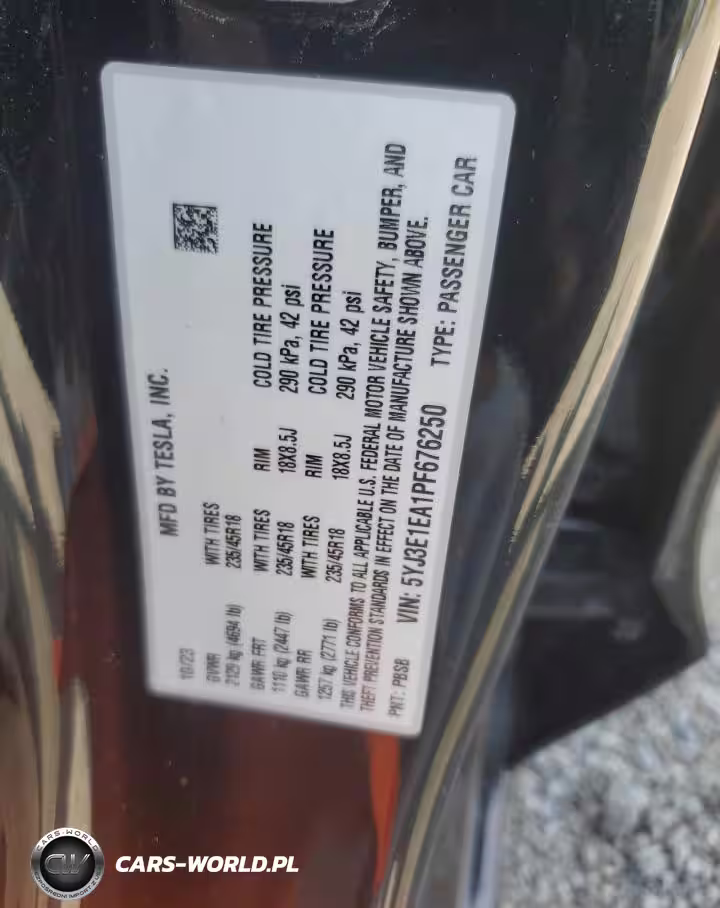 MFD BY TESLA, INC.
10/23
GVWR
2129 kg (4694 lb)
WITH TIRES
235/45R18
GAWR FRT WITH TIRES RIM COLD TIRE PRESSURE
1110 kg (2447 lb) 235/45R18 18X8.5J 290 kPa, 42 psi
GAWR RR WITH TIRES RIM COLD TIRE PRESSURE
1257 kg (2771 lb) 235/45R18 18X8.5J 290 kPa, 42 psi
THIS VEHICLE CONFORMS TO ALL APPLICABLE U.S. FEDERAL MOTOR VEHICLE SAFETY, BUMPER, AND
THEFT PREVENTION STANDARDS IN EFFECT ON THE DATE OF MANUFACTURE SHOWN ABOVE.
PNT: PBSB VIN: 5YJ3E1EA1PF676250 TYPE: PASSENGER CAR
CARS-WORLD
CW
CARS-WORLD.PL